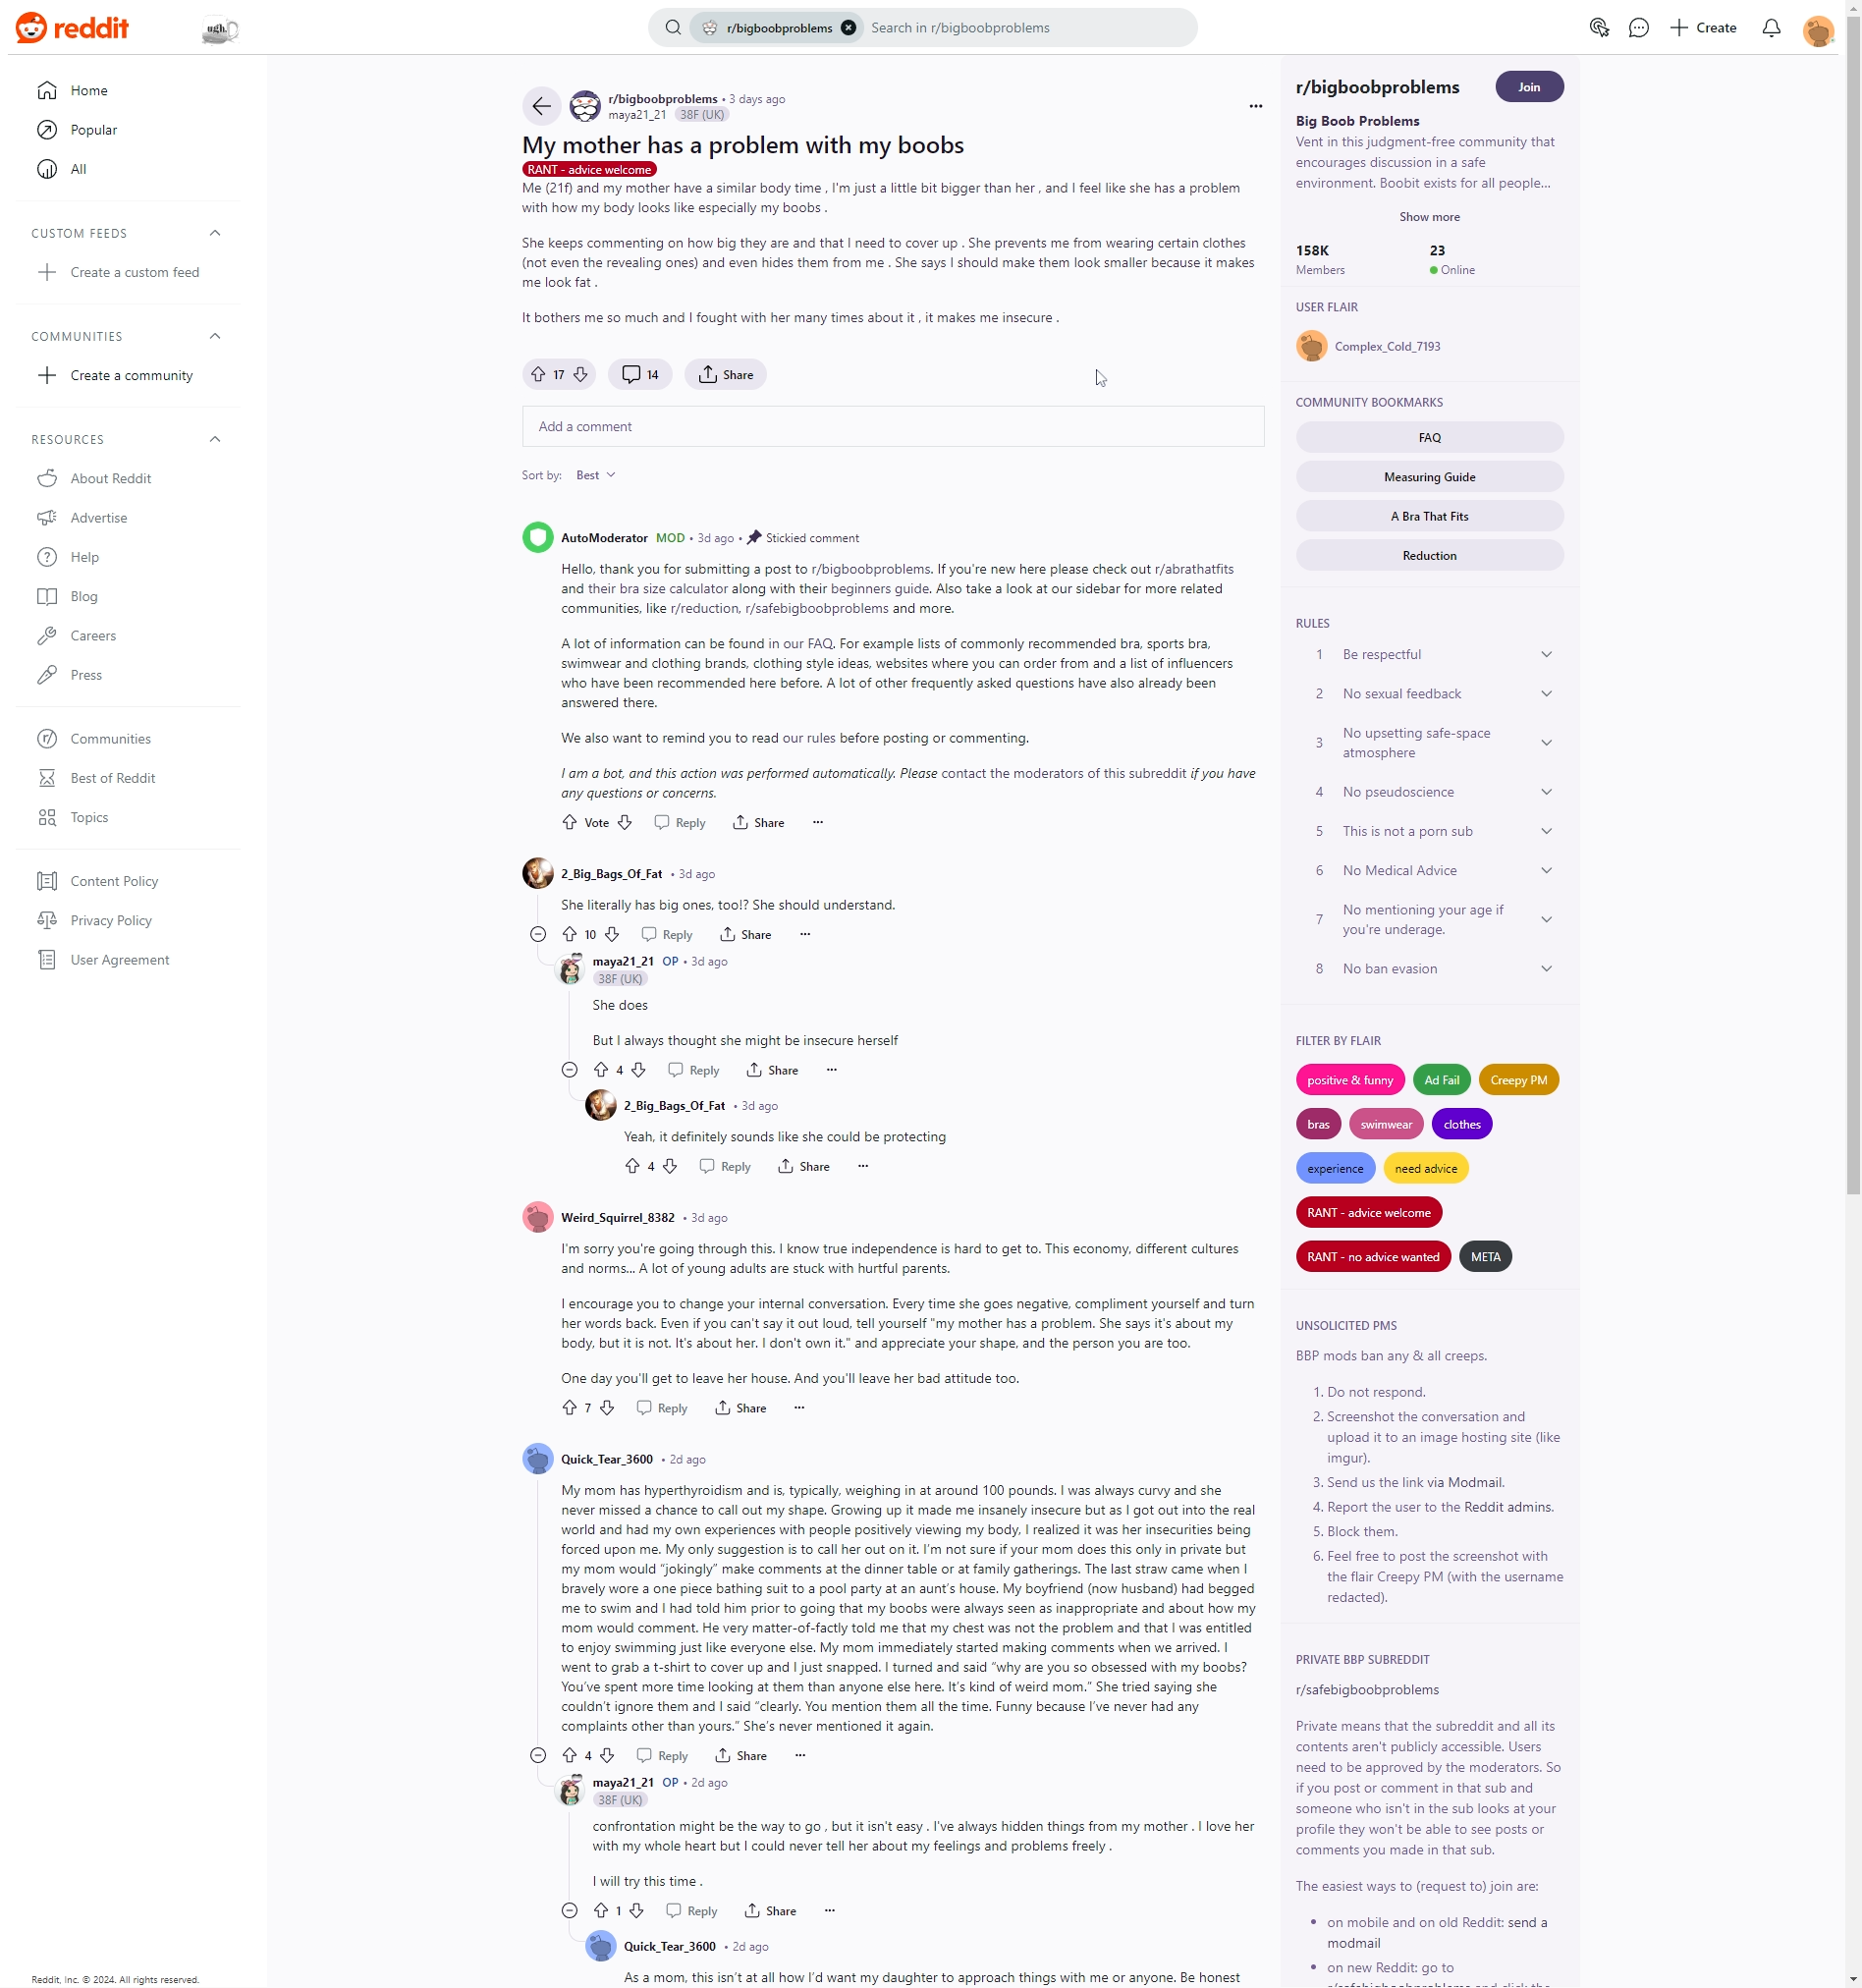 reddit
ugh.
r/bigboobproblems
Search in r/bigboobproblems
Create
Home
Popular
All
CUSTOM FEEDS
Create a custom feed
COMMUNITIES
Create a community
RESOURCES
About Reddit
Advertise
Help
Blog
Careers
Press
Communities
Best of Reddit
Topics
Content Policy
Privacy Policy
User Agreement
Reddit, Inc. © 2024. All rights reserved.
r/bigboobproblems • 3 days ago
maya21_21 38F (UK)
My mother has a problem with my boobs
RANT - advice welcome
Me (21f) and my mother have a similar body time , I'm just a little bit bigger than her , and I feel like she has a problem
with how my body looks like especially my boobs .
She keeps commenting on how big they are and that I need to cover up . She prevents me from wearing certain clothes
(not even the revealing ones) and even hides them from me . She says I should make them look smaller because it makes
me look fat .
It bothers me so much and I fought with her many times about it , it makes me insecure .
17 14 Share
Add a comment
Sort by: Best
AutoModerator MOD • 3d ago • Stickied comment
Hello, thank you for submitting a post to r/bigboobproblems. If you're new here please check out r/abrathatfits
and their bra size calculator along with their beginners guide. Also take a look at our sidebar for more related
communities, like r/reduction, r/safebigboobproblems and more.
A lot of information can be found in our FAQ. For example lists of commonly recommended bra, sports bra,
swimwear and clothing brands, clothing style ideas, websites where you can order from and a list of influencers
who have been recommended here before. A lot of other frequently asked questions have also already been
answered there.
We also want to remind you to read our rules before posting or commenting.
I am a bot, and this action was performed automatically. Please contact the moderators of this subreddit if you have
any questions or concerns.
Vote Reply Share
2_Big_Bags_Of_Fat • 3d ago
She literally has big ones, too!? She should understand.
10 Reply Share
maya21_21 OP • 3d ago
38F (UK)
She does
But I always thought she might be insecure herself
4 Reply Share
2_Big_Bags_Of_Fat • 3d ago
Yeah, it definitely sounds like she could be protecting
4 Reply Share
Weird_Squirrel_8382 • 3d ago
I'm sorry you're going through this. I know true independence is hard to get to. This economy, different cultures
and norms... A lot of young adults are stuck with hurtful parents.
I encourage you to change your internal conversation. Every time she goes negative, compliment yourself and turn
her words back. Even if you can't say it out loud, tell yourself "my mother has a problem. She says it's about my
body, but it is not. It's about her. I don't own it." and appreciate your shape, and the person you are too.
One day you'll get to leave her house. And you'll leave her bad attitude too.
7 Reply Share
Quick_Tear_3600 • 2d ago
My mom has hyperthyroidism and is, typically, weighing in at around 100 pounds. I was always curvy and she
never missed a chance to call out my shape. Growing up it made me insanely insecure but as I got out into the real
world and had my own experiences with people positively viewing my body, I realized it was her insecurities being
forced upon me. My only suggestion is to call her out on it. I'm not sure if your mom does this only in private but
my mom would “jokingly” make comments at the dinner table or at family gatherings. The last straw came when I
bravely wore a one piece bathing suit to a pool party at an aunt's house. My boyfriend (now husband) had begged
me to swim and I had told him prior to going that my boobs were always seen as inappropriate and about how my
mom would comment. He very matter-of-factly told me that my chest was not the problem and that I was entitled
to enjoy swimming just like everyone else. My mom immediately started making comments when we arrived. I
went to grab a t-shirt to cover up and I just snapped. I turned and said “why are you so obsessed with my boobs?
You've spent more time looking at them than anyone else here. It's kind of weird mom.” She tried saying she
couldn't ignore them and I said “clearly. You mention them all the time. Funny because I've never had any
complaints other than yours.” She's never mentioned it again.
4 Reply Share
maya21_21 OP • 2d ago
38F (UK)
confrontation might be the way to go , but it isn't easy . I've always hidden things from my mother . I love her
with my whole heart but I could never tell her about my feelings and problems freely .
I will try this time .
1 Reply Share
Quick_Tear_3600 • 2d ago
As a mom, this isn't at all how I'd want my daughter to approach things with me or anyone. Be honest
r/bigboobproblems
Join
Big Boob Problems
Vent in this judgment-free community that
encourages discussion in a safe
environment. Boobit exists for all people...
Show more
158K 23
Members Online
USER FLAIR
Complex_Cold_7193
COMMUNITY BOOKMARKS
FAQ
Measuring Guide
A Bra That Fits
Reduction
RULES
1 Be respectful
2 No sexual feedback
3 No upsetting safe-space
atmosphere
4 No pseudoscience
5 This is not a porn sub
6 No Medical Advice
7 No mentioning your age if
you're underage.
8 No ban evasion
FILTER BY FLAIR
positive & funny Ad Fail Creepy PM
bras swimwear clothes
experience need advice
RANT - advice welcome
RANT - no advice wanted META
UNSOLICITED PMS
BBP mods ban any & all creeps.
1. Do not respond.
2. Screenshot the conversation and
upload it to an image hosting site (like
imgur).
3. Send us the link via Modmail.
4. Report the user to the Reddit admins.
5. Block them.
6. Feel free to post the screenshot with
the flair Creepy PM (with the username
redacted).
PRIVATE BBP SUBREDDIT
r/safebigboobproblems
Private means that the subreddit and all its
contents aren't publicly accessible. Users
need to be approved by the moderators. So
if you post or comment in that sub and
someone who isn't in the sub looks at your
profile they won't be able to see posts or
comments you made in that sub.
The easiest ways to (request to) join are:
• on mobile and on old Reddit: send a
modmail
• on new Reddit: go to